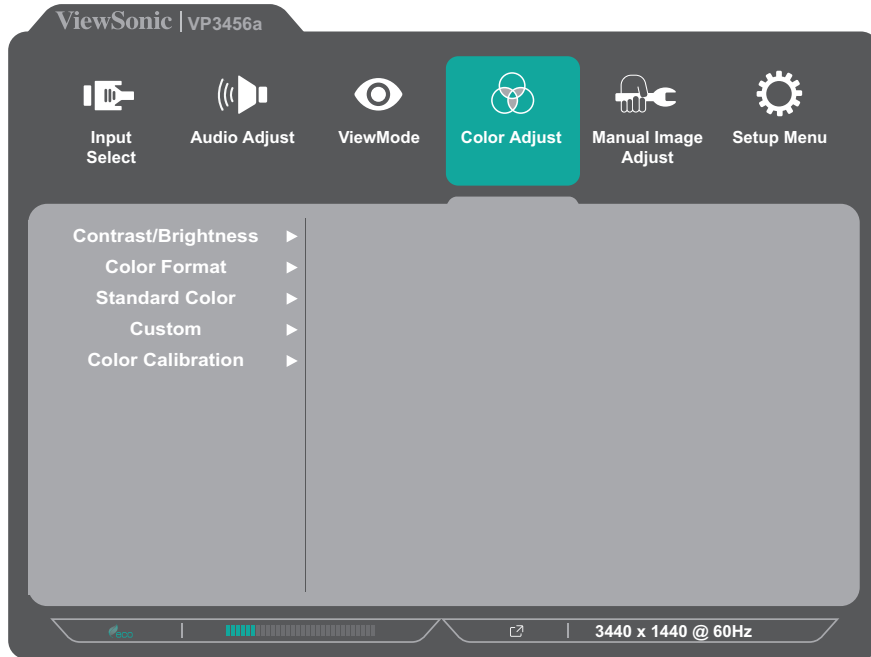 ViewSonic | VP3456a
Input Select
Audio Adjust
ViewMode
Color Adjust
Manual Image Adjust
Setup Menu
Contrast/Brightness
Color Format
Standard Color
Custom
Color Calibration
eco
3440 x 1440 @ 60Hz